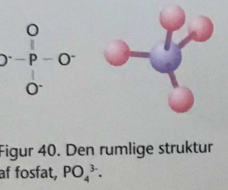 O
O⁻–P–O⁻
O⁻
Figur 40. Den rumlige struktur
af fosfat, PO₄³⁻.